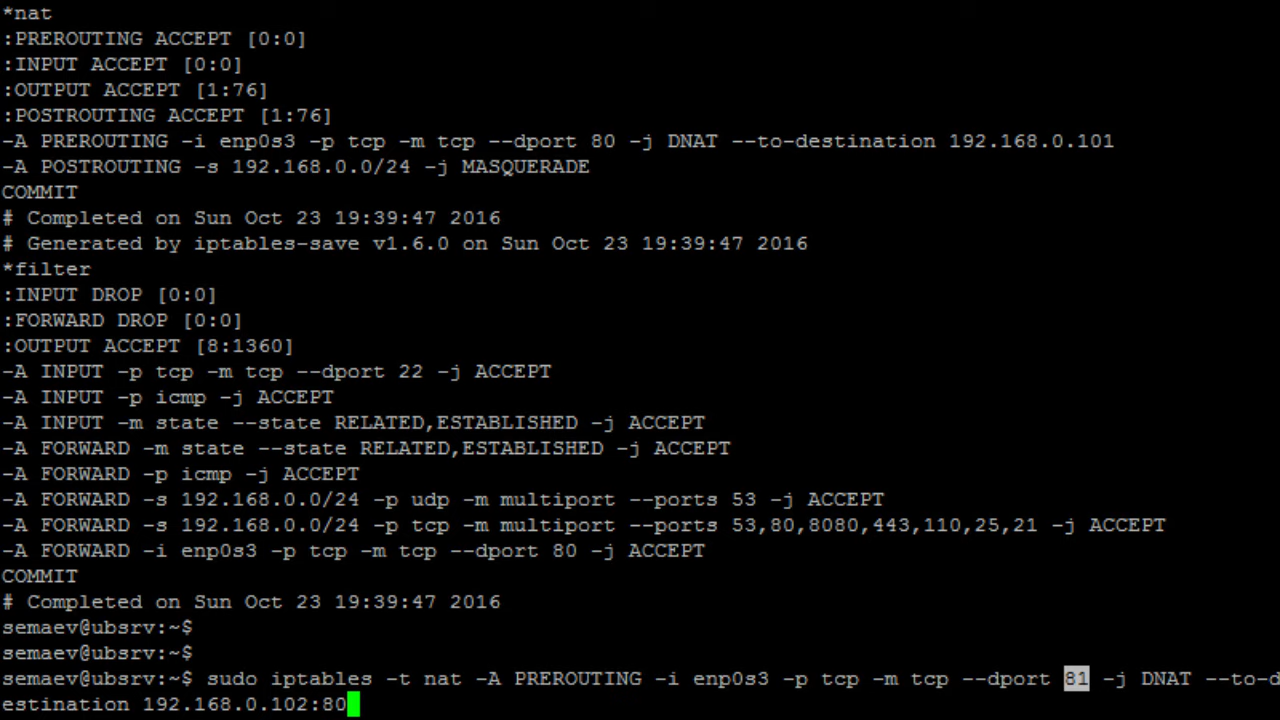 *nat
:PREROUTING ACCEPT [0:0]
:INPUT ACCEPT [0:0]
:OUTPUT ACCEPT [1:76]
:POSTROUTING ACCEPT [1:76]
-A PREROUTING -i enp0s3 -p tcp -m tcp --dport 80 -j DNAT --to-destination 192.168.0.101
-A POSTROUTING -s 192.168.0.0/24 -j MASQUERADE
COMMIT
# Completed on Sun Oct 23 19:39:47 2016
# Generated by iptables-save v1.6.0 on Sun Oct 23 19:39:47 2016
*filter
:INPUT DROP [0:0]
:FORWARD DROP [0:0]
:OUTPUT ACCEPT [8:1360]
-A INPUT -p tcp -m tcp --dport 22 -j ACCEPT
-A INPUT -p icmp -j ACCEPT
-A INPUT -m state --state RELATED,ESTABLISHED -j ACCEPT
-A FORWARD -m state --state RELATED,ESTABLISHED -j ACCEPT
-A FORWARD -p icmp -j ACCEPT
-A FORWARD -s 192.168.0.0/24 -p udp -m multiport --ports 53 -j ACCEPT
-A FORWARD -s 192.168.0.0/24 -p tcp -m multiport --ports 53,80,8080,443,110,25,21 -j ACCEPT
-A FORWARD -i enp0s3 -p tcp -m tcp --dport 80 -j ACCEPT
COMMIT
# Completed on Sun Oct 23 19:39:47 2016
semaev@ubsrv:~$
semaev@ubsrv:~$
semaev@ubsrv:~$ sudo iptables -t nat -A PREROUTING -i enp0s3 -p tcp -m tcp --dport 81 -j DNAT --to-d
estination 192.168.0.102:80